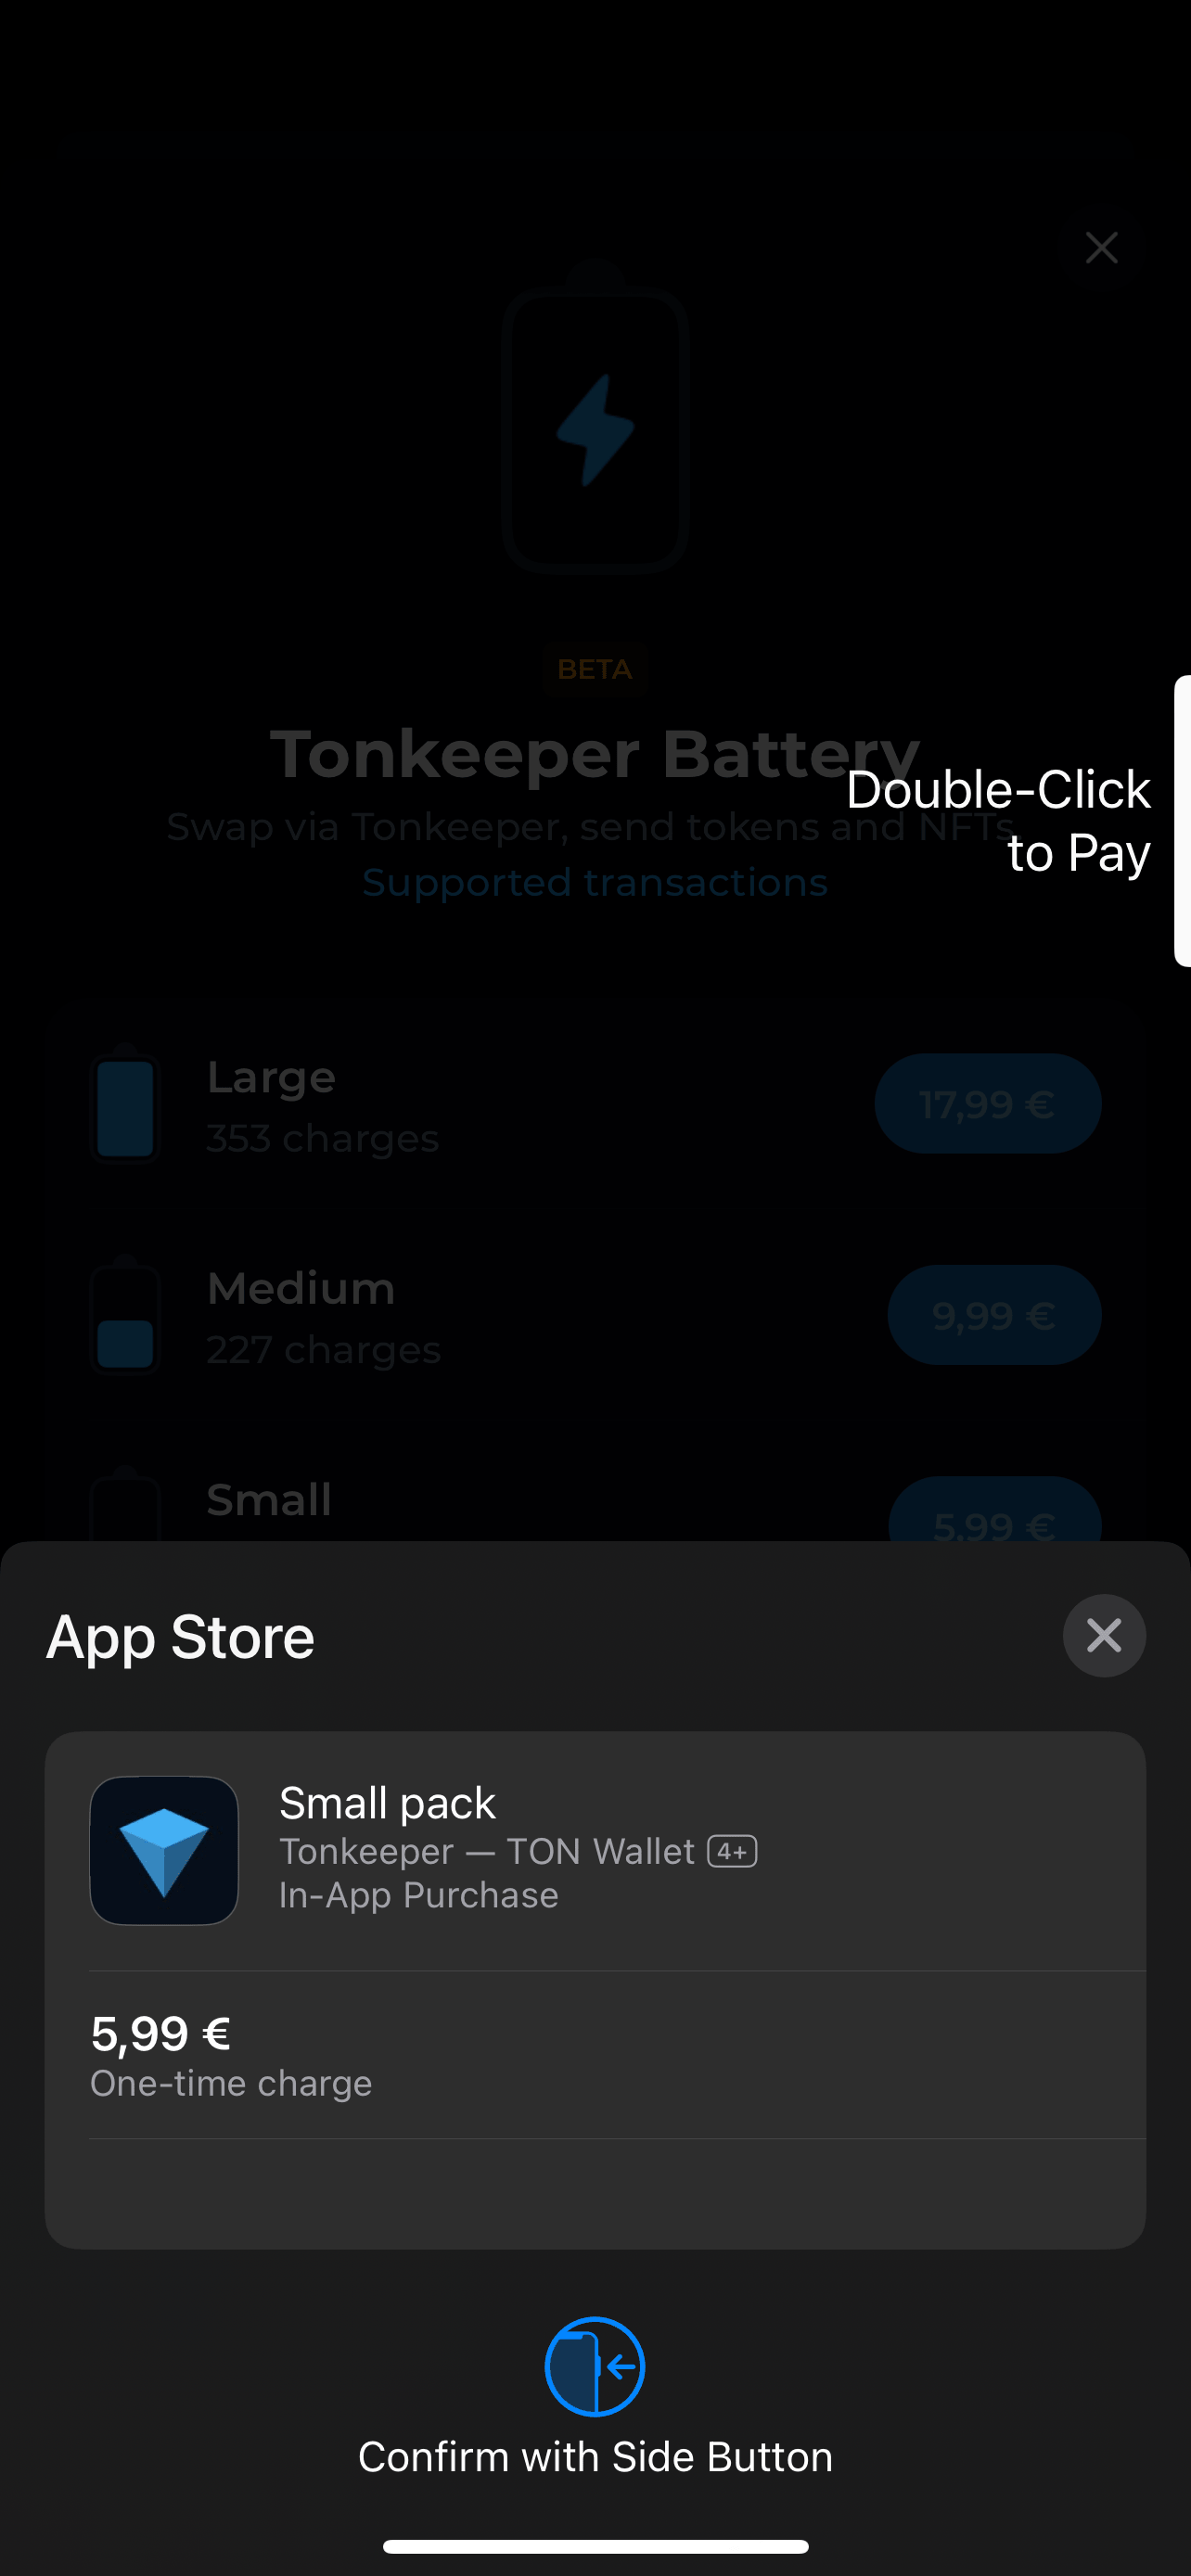 BETA
Tonkeeper Battery
Double-Click
to Pay
Swap via Tonkeeper, send tokens and NFTs.
Supported transactions
Large
353 charges
17,99 €
Medium
227 charges
9,99 €
Small
5,99 €
App Store
Small pack
Tonkeeper — TON Wallet 4+
In-App Purchase
5,99 €
One-time charge
Confirm with Side Button